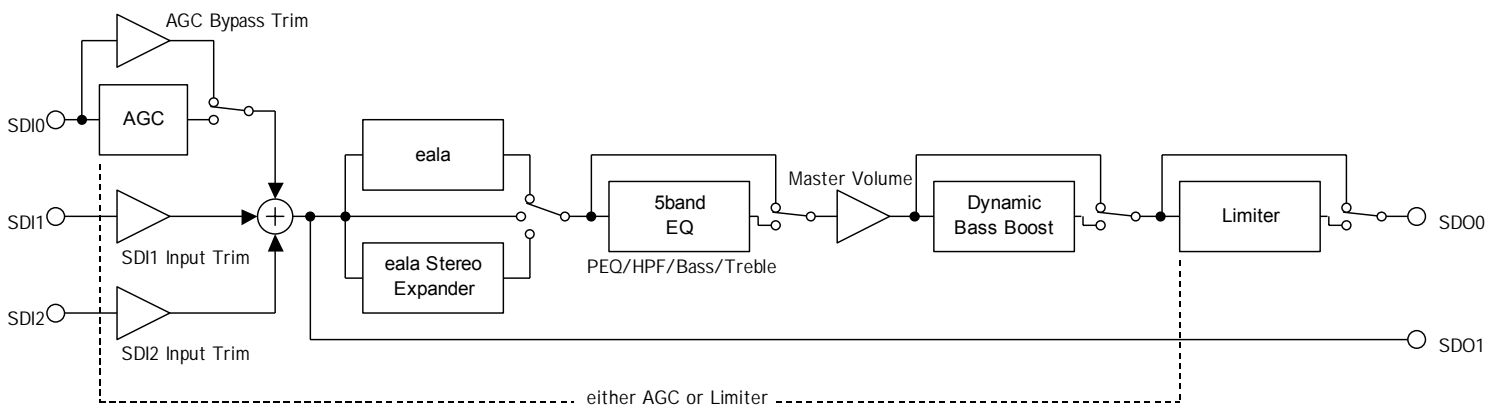 AGC Bypass Trim
SDI0
AGC
eala
SDI1
SDI1 Input Trim
+
5band
EQ
PEQ/HPF/Bass/Treble
Master Volume
Dynamic
Bass Boost
Limiter
SDO0
eala Stereo
Expander
SDI2
SDI2 Input Trim
SDO1
either AGC or Limiter